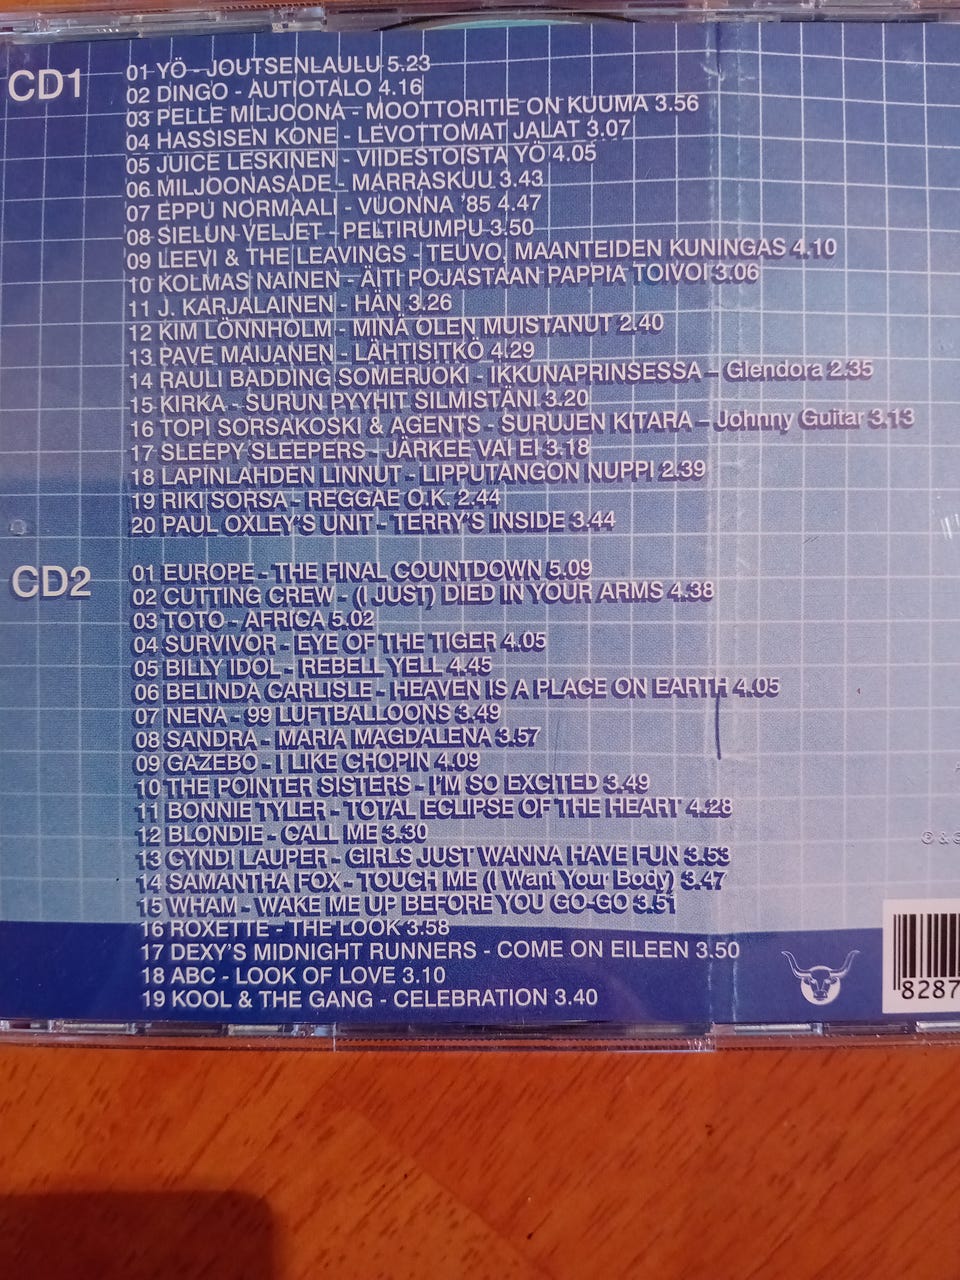 CD1
01 YÖ - JOUTSENLAULU 5.23
02 DINGO - AUTIOTALO 4.16
03 PELLE MILJOONA - MOOTTORITIE ON KUUMA 3.56
04 HASSISEN KONE - LEVOTTOMAT JALAT 3.07
05 JUICE LESKINEN - VIIDESTOISTA YÖ 4.05
06 MILJOONASADE - MARRASKUU 3.43
07 EPPU NORMAALI - VUONNA '85 4.47
08 SIELUN VELJET - PELTIRUMPU 3.50
09 LEEVI & THE LEAVINGS - TEUVO, MAANTEIDEN KUNINGAS 4.10
10 KOLMAS NAINEN - ÄITI POJASTAAN PAPPIA TOIVOI 3.06
11 J. KARJALAINEN - HÄN 3.26
12 KIM LÖNNHOLM - MINÄ OLEN MUISTANUT 2.40
13 PAVE MAIJANEN - LÄHTISITKÖ 4.29
14 RAULI BADDING SOMERJOKI - IKKUNAPRINSESSA – Glendora 2.35
15 KIRKA - SURUN PYYHIT SILMISTÄNI 3.20
16 TOPI SORSAKOSKI & AGENTS - SURUJEN KITARA – Johnny Guitar 3.13
17 SLEEPY SLEEPERS - JÄRKEE VAI EI 3.18
18 LAPINLAHDEN LINNUT - LIPPUTANGON NUPPI 2.39
19 RIKI SORSA - REGGAE O.K. 2.44
20 PAUL OXLEY'S UNIT - TERRY'S INSIDE 3.44
CD2
01 EUROPE - THE FINAL COUNTDOWN 5.09
02 CUTTING CREW - (I JUST) DIED IN YOUR ARMS 4.38
03 TOTO - AFRICA 5.02
04 SURVIVOR - EYE OF THE TIGER 4.05
05 BILLY IDOL - REBELL YELL 4.45
06 BELINDA CARLISLE - HEAVEN IS A PLACE ON EARTH 4.05
07 NENA - 99 LUFTBALLOONS 3.49
08 SANDRA - MARIA MAGDALENA 3.57
09 GAZEBO - I LIKE CHOPIN 4.09
10 THE POINTER SISTERS - I'M SO EXCITED 3.49
11 BONNIE TYLER - TOTAL ECLIPSE OF THE HEART 4.28
12 BLONDIE - CALL ME 3.30
13 CYNDI LAUPER - GIRLS JUST WANNA HAVE FUN 3.53
14 SAMANTHA FOX - TOUCH ME (I Want Your Body) 3.47
15 WHAM - WAKE ME UP BEFORE YOU GO-GO 3.51
16 ROXETTE - THE LOOK 3.58
17 DEXY'S MIDNIGHT RUNNERS - COME ON EILEEN 3.50
18 ABC - LOOK OF LOVE 3.10
19 KOOL & THE GANG - CELEBRATION 3.40
8287